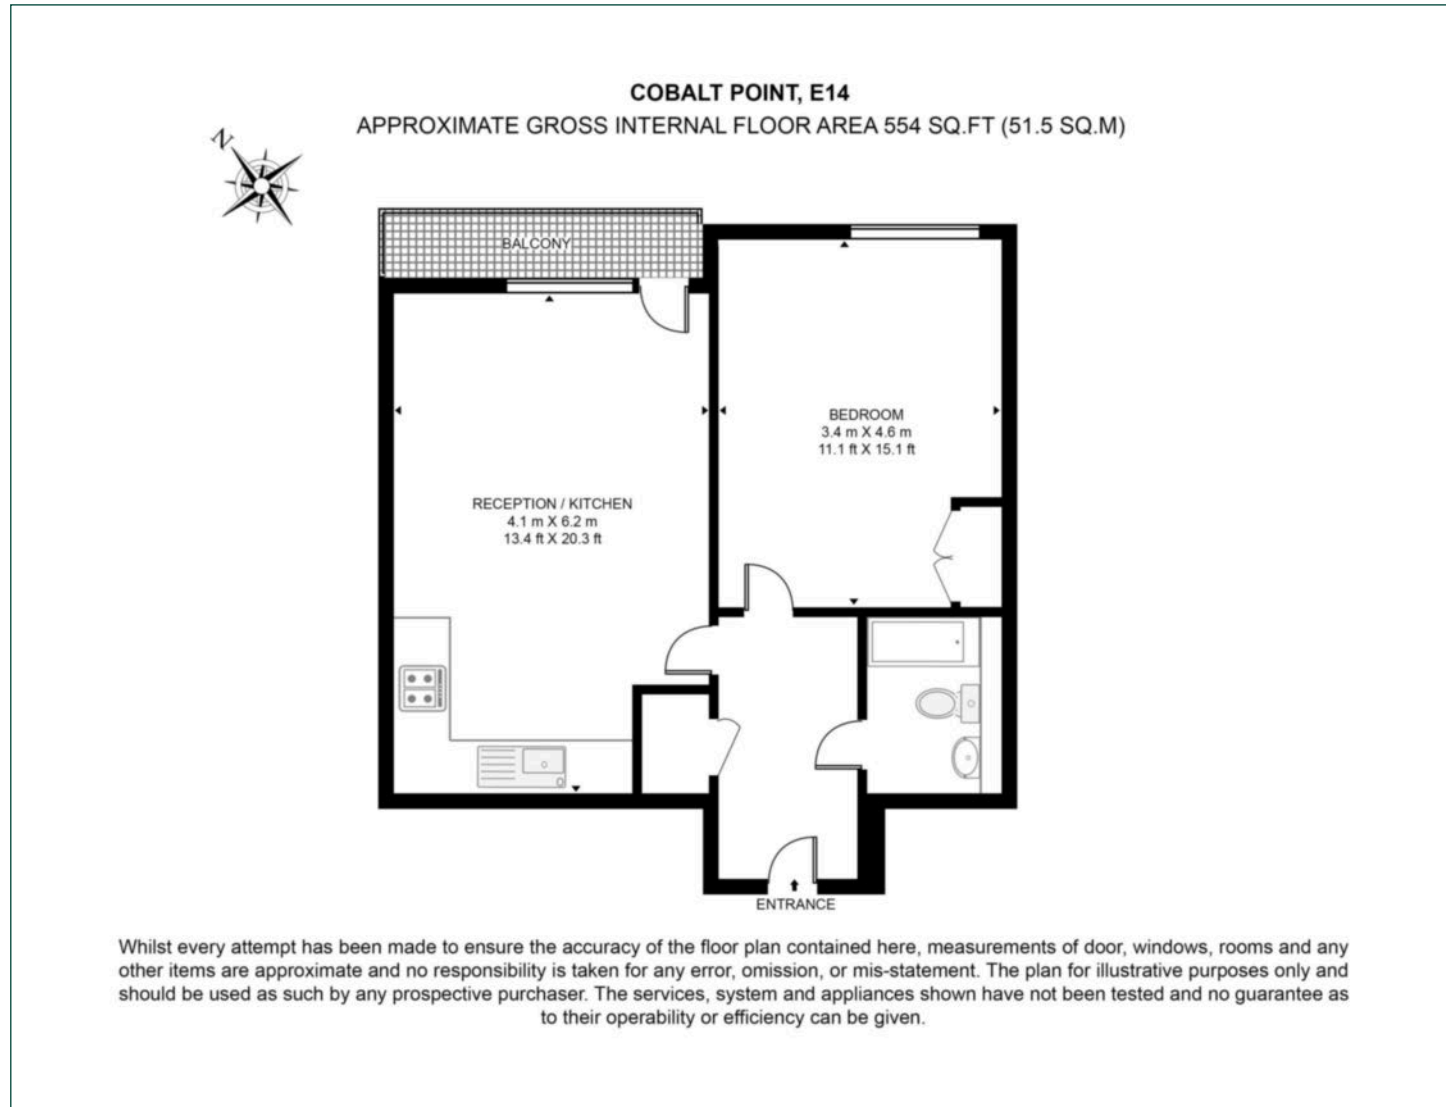 COBALT POINT, E14
APPROXIMATE GROSS INTERNAL FLOOR AREA 554 SQ.FT (51.5 SQ.M)
N
BALCONY
BEDROOM
3.4 m X 4.6 m
11.1 ft X 15.1 ft
RECEPTION / KITCHEN
4.1 m X 6.2 m
13.4 ft X 20.3 ft
ENTRANCE
Whilst every attempt has been made to ensure the accuracy of the floor plan contained here, measurements of door, windows, rooms and any
other items are approximate and no responsibility is taken for any error, omission, or mis-statement. The plan for illustrative purposes only and
should be used as such by any prospective purchaser. The services, system and appliances shown have not been tested and no guarantee as
to their operability or efficiency can be given.